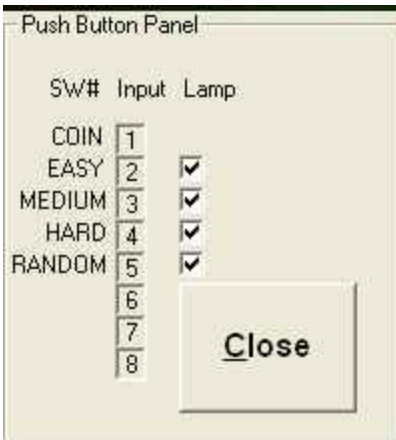 Push Button Panel
SW# Input Lamp
COIN 1
EASY 2
MEDIUM 3
HARD 4
RANDOM 5
6
7
8
Close